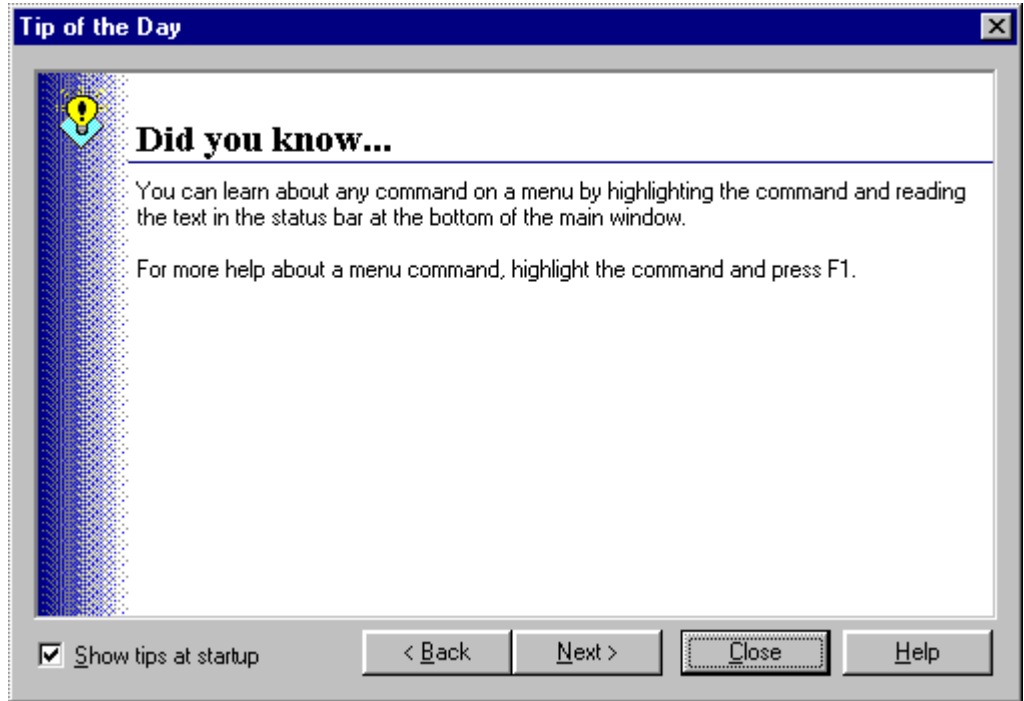 Tip of the Day
Did you know...
You can learn about any command on a menu by highlighting the command and reading
the text in the status bar at the bottom of the main window.
For more help about a menu command, highlight the command and press F1.
Show tips at startup
< Back
Next >
Close
Help